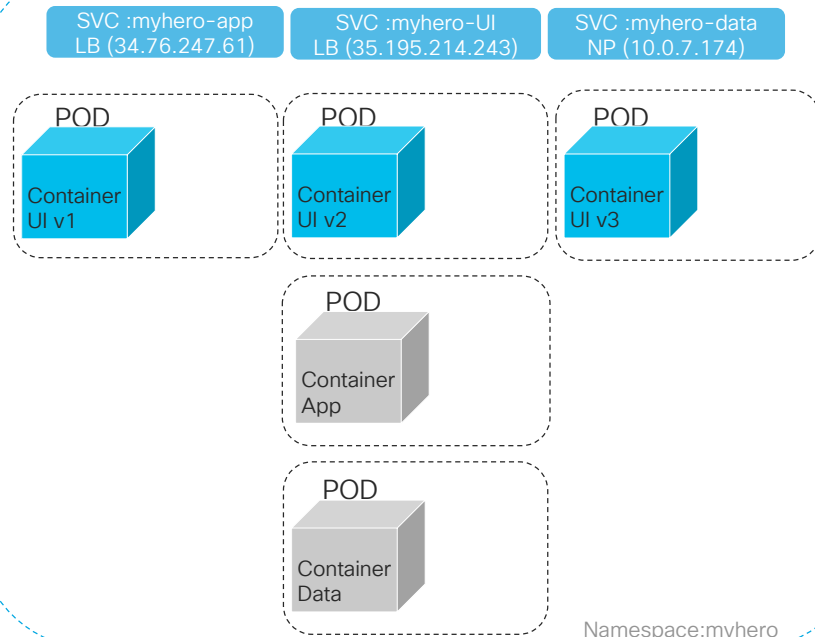 SVC :myhero-app
LB (34.76.247.61)
SVC :myhero-UI
LB (35.195.214.243)
SVC :myhero-data
NP (10.0.7.174)
POD
Container
UI v1
POD
Container
UI v2
POD
Container
UI v3
POD
Container
App
POD
Container
Data
Namespace:myhero